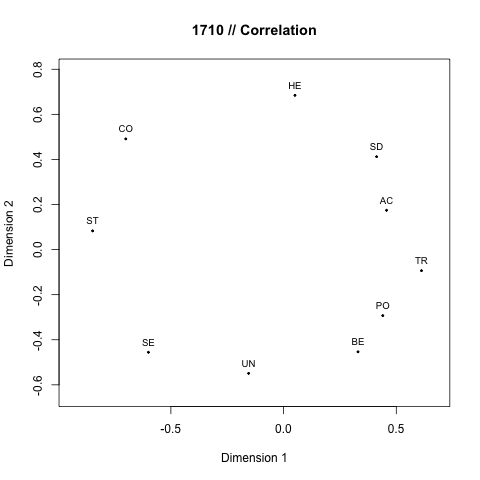 1710 // Correlation
Dimension 2
0.8
0.6
0.4
0.2
0.0
-0.2
-0.4
-0.6
HE
CO
SD
AC
ST
TR
PO
SE
BE
UN
-0.5 0.0 0.5
Dimension 1